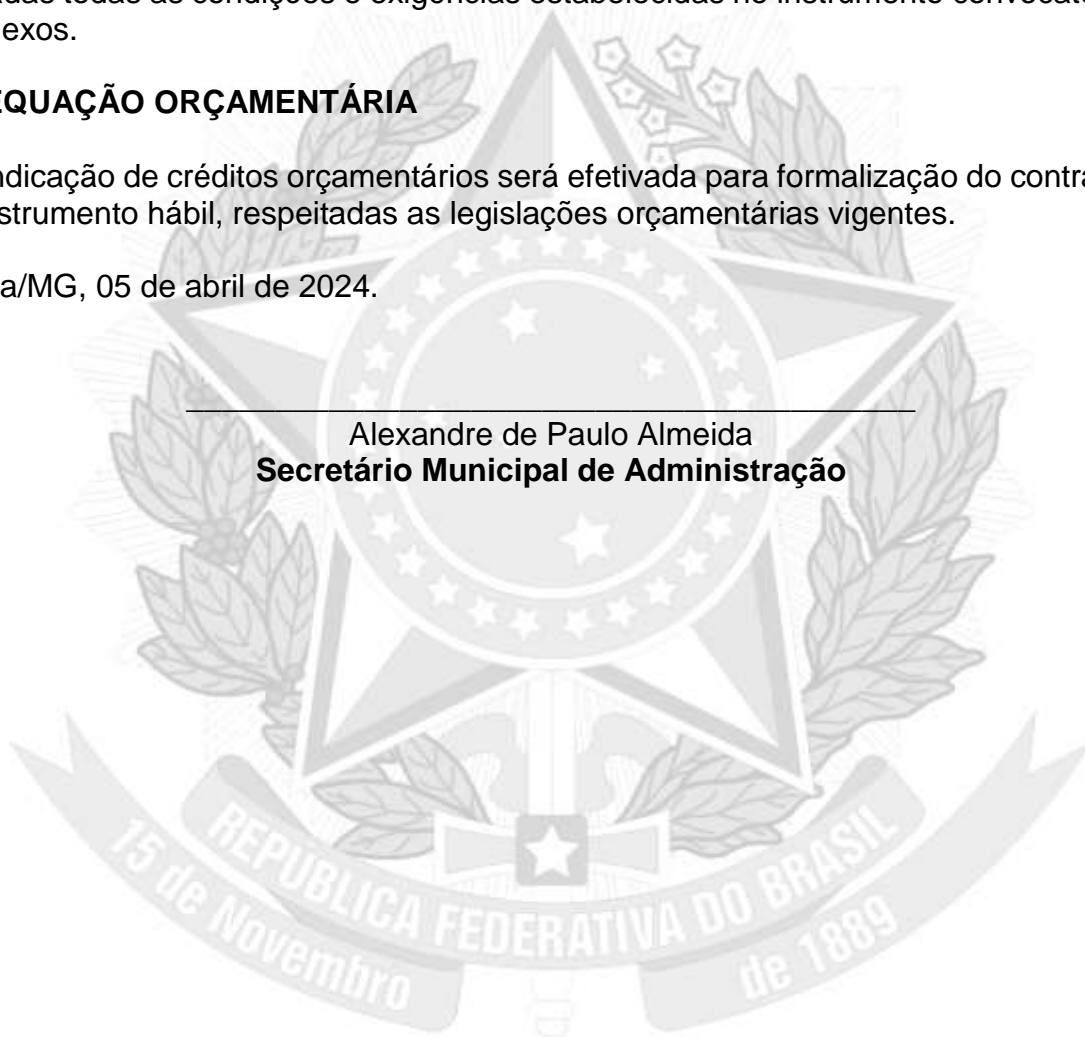 exos.
EQUAÇÃO ORÇAMENTÁRIA
ndicação de créditos orçamentários será efetivada para formalização do contra
strumento hábil, respeitadas as legislações orçamentárias vigentes.
a/MG, 05 de abril de 2024.
Alexandre de Paulo Almeida
Secretário Municipal de Administração
REPUBLICA FEDERATIVA DO BRASIL
15 de Novembro de 1889